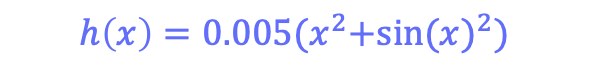 h(x) = 0.005(x²+sin(x)²)